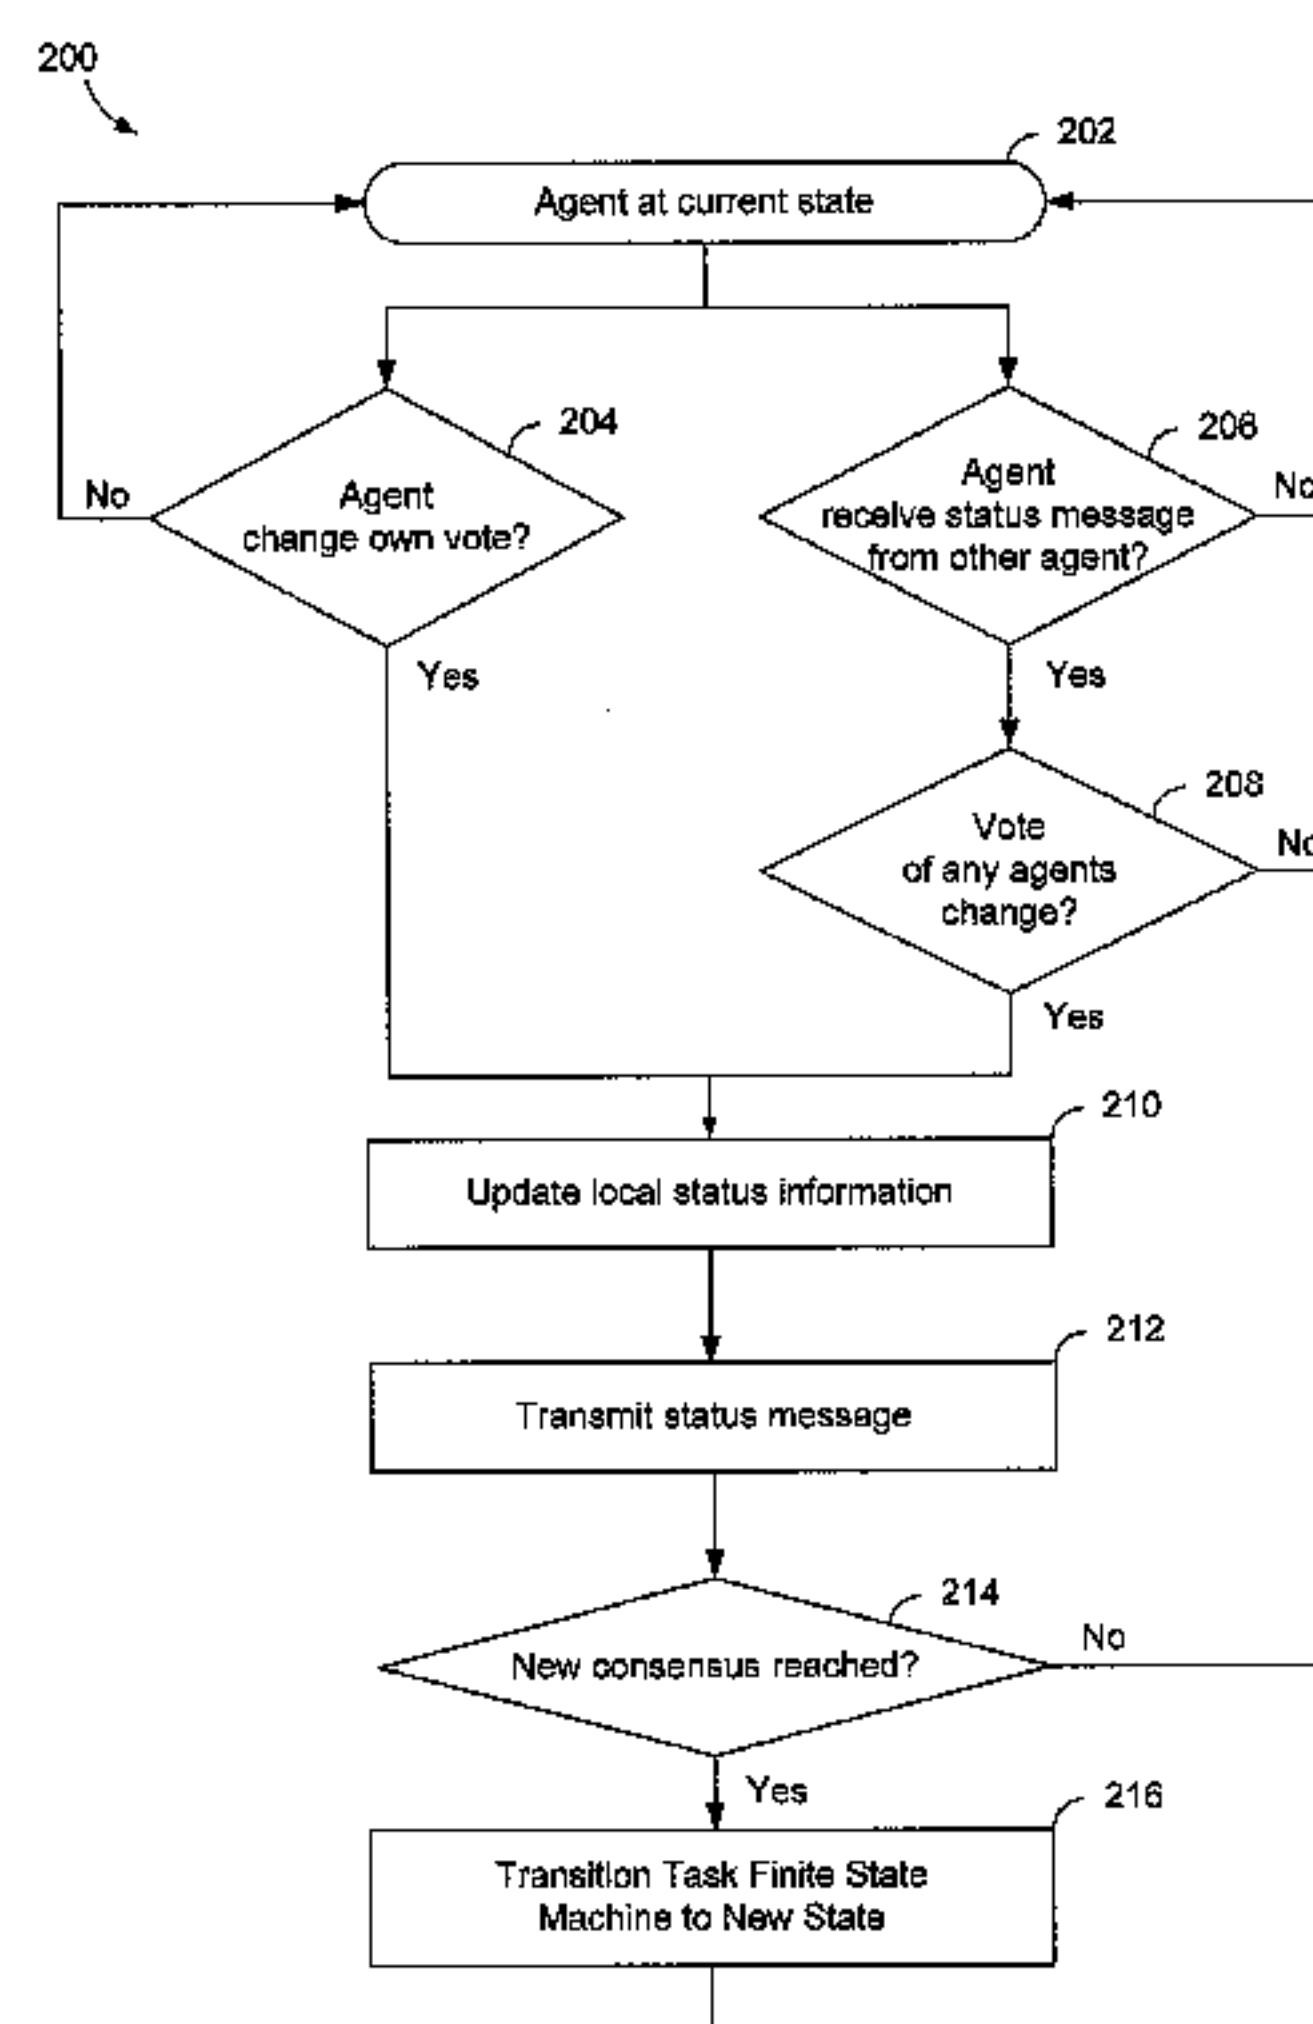 200
202
Agent at current state
204
206
No
Agent
change own vote?
Agent
receive status message
from other agent?
No
Yes
Yes
208
Vote
of any agents
change?
No
Yes
210
Update local status information
212
Transmit status message
214
New consensus reached?
No
Yes
216
Transition Task Finite State
Machine to New State